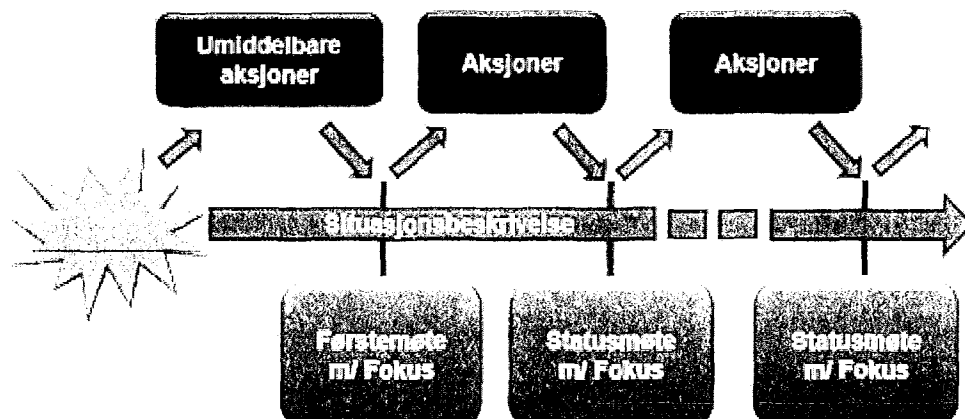 Umiddelbare
aksjoner
Aksjoner
Aksjoner
Situasjonsbeskrivelse
Førstemøte
m/ Fokus
Statusmøte
m/ Fokus
Statusmøte
m/ Fokus